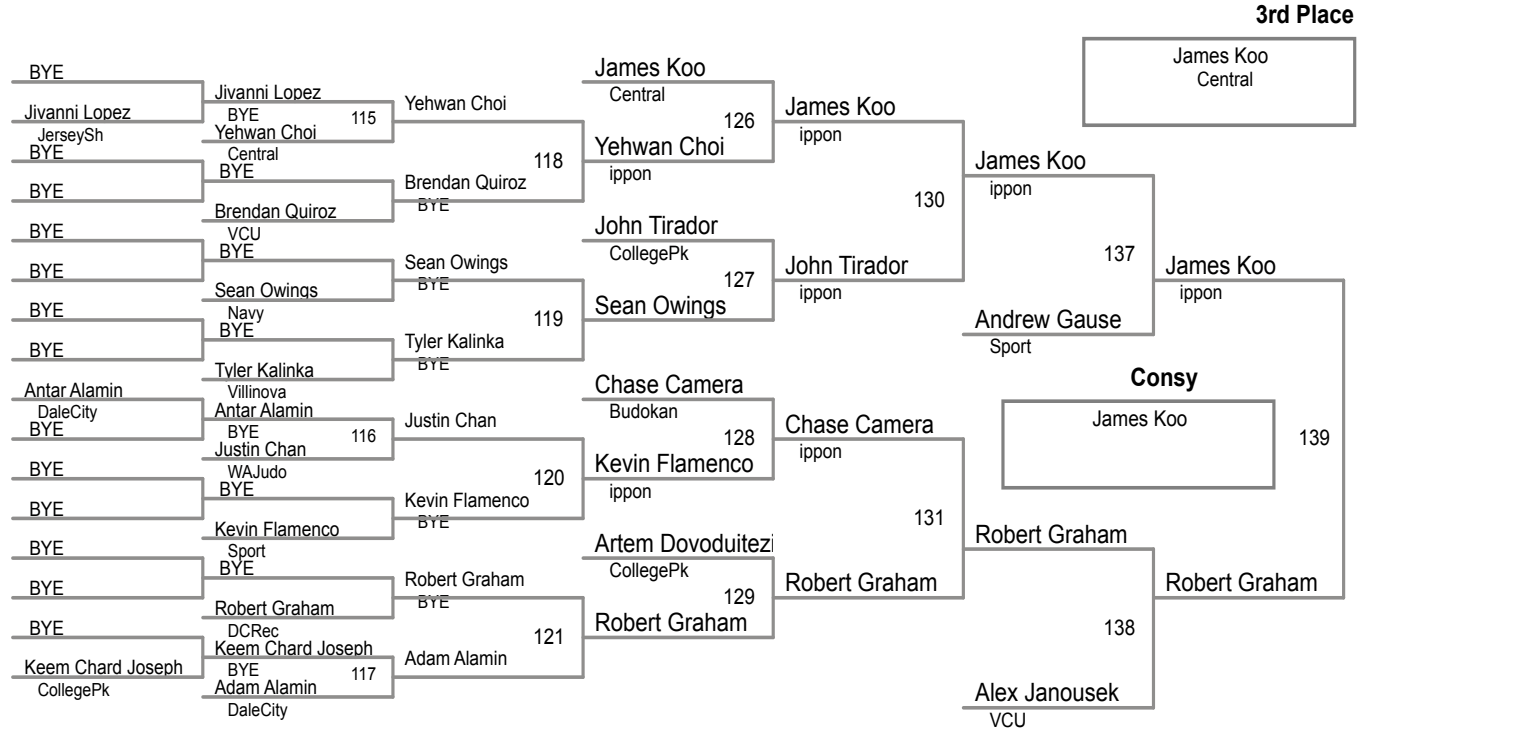 3rd Place
James Koo
Central
BYE
Jivanni Lopez
JerseySh
BYE
BYE
BYE
BYE
BYE
BYE
Antar Alamin
DaleCity
BYE
BYE
BYE
BYE
BYE
BYE
Keem Chard Joseph
CollegePk
Jivanni Lopez
BYE
115
Yehwan Choi
Central
BYE
Brendan Quiroz
VCU
BYE
Sean Owings
Navy
BYE
Tyler Kalinka
Villinova
Antar Alamin
BYE
116
Justin Chan
WAJudo
BYE
Kevin Flamenco
Sport
BYE
Robert Graham
DCRec
Keem Chard Joseph
BYE
117
Adam Alamin
DaleCity
Yehwan Choi
118
Brendan Quiroz
BYE
Sean Owings
BYE
119
Tyler Kalinka
BYE
Justin Chan
120
Kevin Flamenco
BYE
Robert Graham
BYE
121
Adam Alamin
James Koo
Central
126
Yehwan Choi
ippon
John Tirador
CollegePk
127
Sean Owings
Chase Camera
Budokan
128
Kevin Flamenco
ippon
Artem Dovoduitezi
CollegePk
129
Robert Graham
James Koo
ippon
130
John Tirador
ippon
Chase Camera
ippon
131
Robert Graham
James Koo
ippon
137
Andrew Gause
Sport
Robert Graham
138
Alex Janousek
VCU
James Koo
ippon
Consy
James Koo
139
Robert Graham